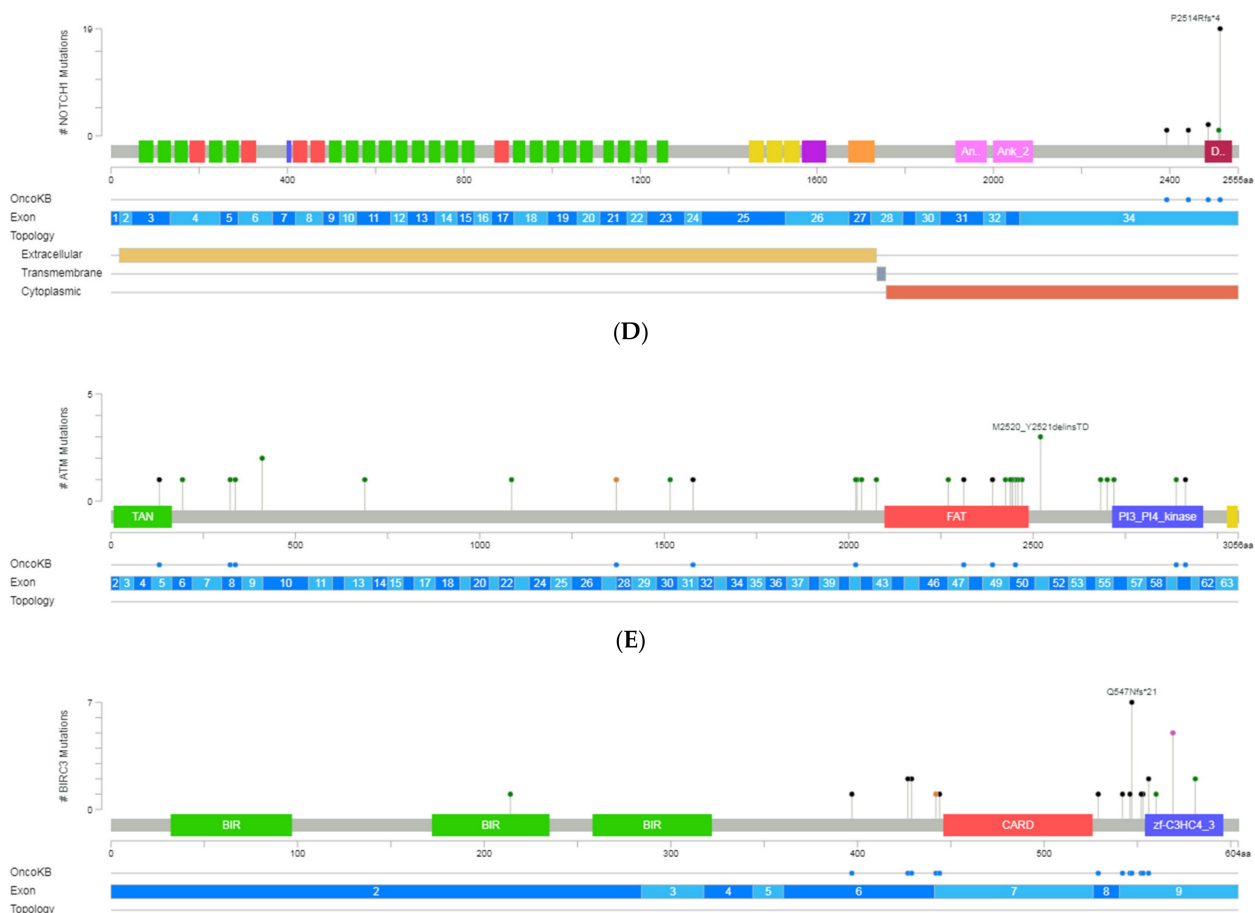 P2514Rfs*4
19
# NOTCH1 Mutations
0
An.. Ank_2 D..
0 400 800 1200 1600 2000 2400 2555aa
OncoKB
Exon 1 2 3 4 5 6 7 8 9 10 11 12 13 14 15 16 17 18 19 20 21 22 23 24 25 26 27 28 30 31 32 34
Topology
Extracellular
Transmembrane
Cytoplasmic
(D)
5
M2520_Y2521delinsTD
# ATM Mutations
0
TAN FAT PI3_PI4_kinase
0 500 1000 1500 2000 2500 3056aa
OncoKB
Exon 2 3 4 5 6 7 8 9 10 11 13 14 15 17 18 20 22 24 25 26 28 29 30 31 32 34 35 36 37 39 43 46 47 49 50 52 53 55 57 58 62 63
Topology
(E)
Q547Nfs*21
7
# BIRC3 Mutations
0
BIR BIR BIR CARD zf-C3HC4_3
0 100 200 300 400 500 604aa
OncoKB
Exon 2 3 4 5 6 7 8 9
Topology